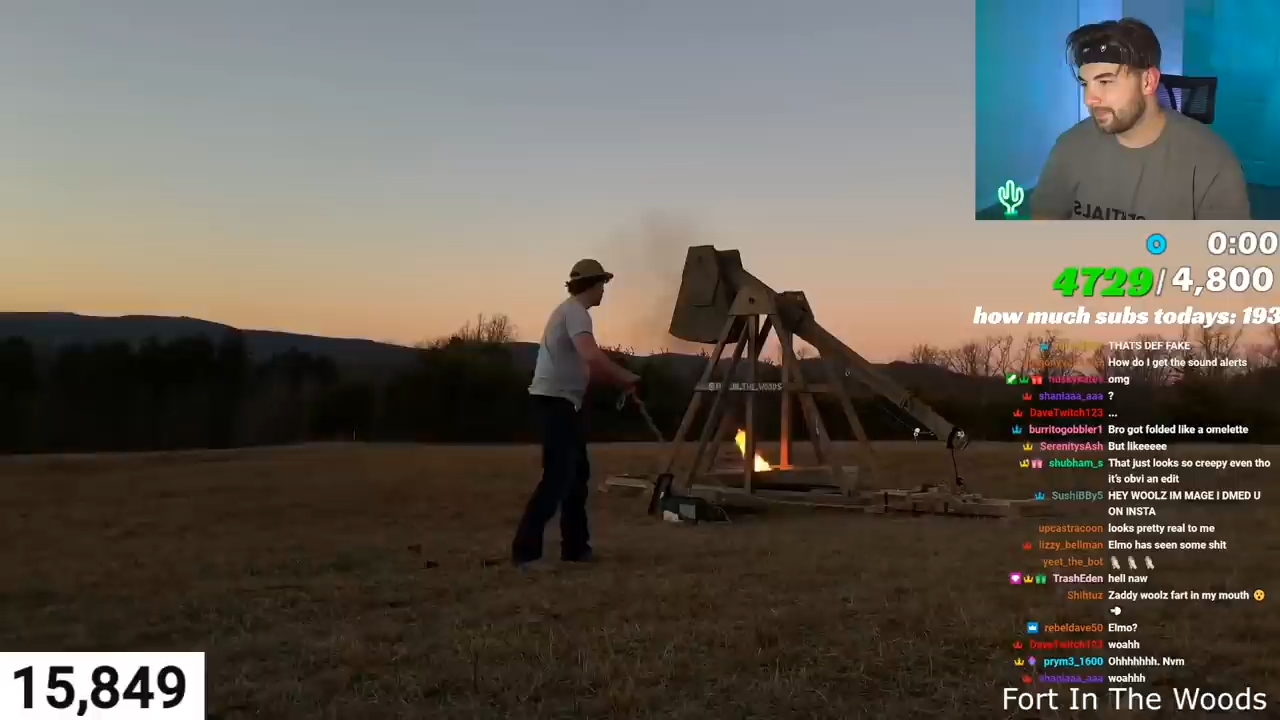 0:00
4729/4,800
how much subs todays: 193
THATS DEF FAKE
How do I get the sound alerts
omg
shaniaaa_aaa ?
DaveTwitch123 ...
burritogobbler1 Bro got folded like a omelette
SerenitysAsh But likeeeee
shubham_s That just looks so creepy even tho
it's obvi an edit
SushiBBy5 HEY WOOLZ IM MAGE I DMED U
ON INSTA
upcastracoon looks pretty real to me
lizzy_bellman Elmo has seen some shit
yeet_the_bot
TrashEden hell naw
Shihtuz Zaddy woolz fart in my mouth
rebeldave50 Elmo?
DaveTwitch123 woahh
prym3_1600 Ohhhhhhh. Nvm
shaniaaa_aaa woahhh
15,849
Fort In The Woods